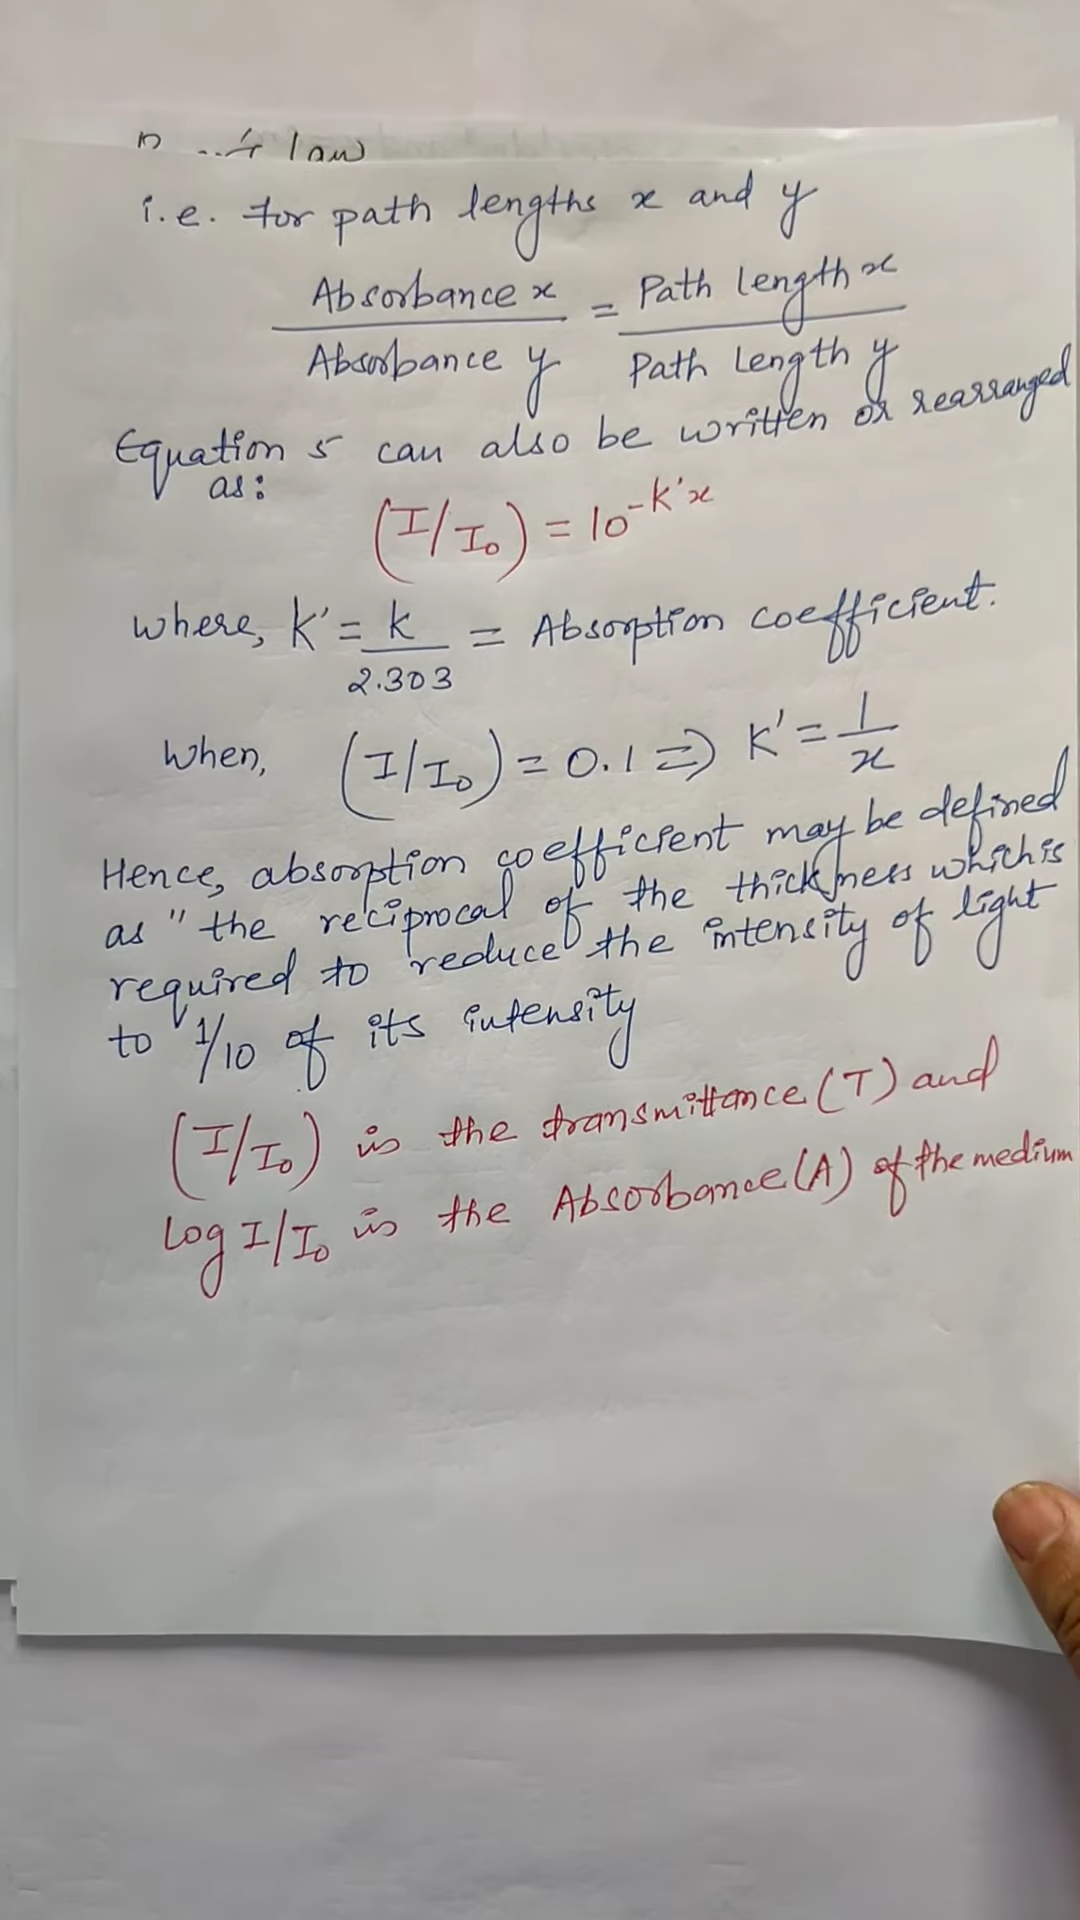 law
i.e. for path lengths x and y
Absorbance x / Absorbance y = Path length x / Path Length y
Equation 5 can also be written or rearranged
as:
(I/I₀) = 10^-k'x
where, K' = k/2.303 = Absorption coefficient.
When, (I/I₀) = 0.1 ⇒ K' = 1/x
Hence, absorption coefficient may be defined
as " the reciprocal of the thickness which is
required to reduce the intensity of light
to 1/10 of its intensity
(I/I₀) is the transmittance (T) and
log I/I₀ is the Absorbance (A) of the medium